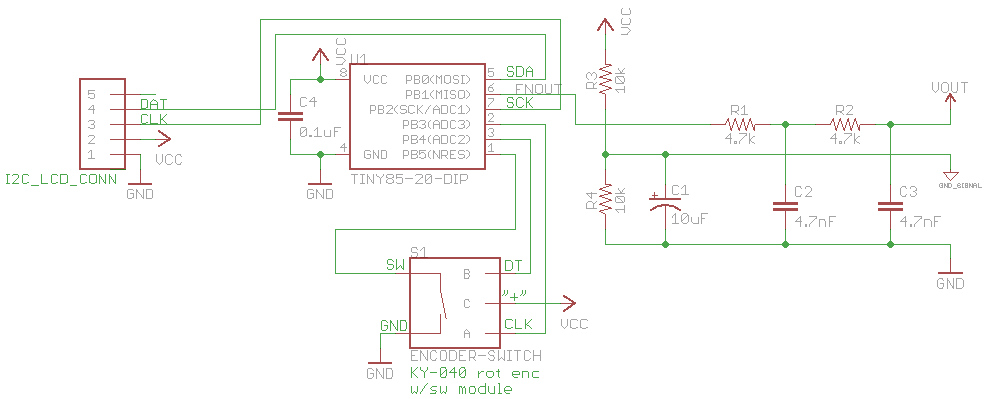 VCC
VCC
U1
8
VCC
PB0(MOSI)
5
SDA
PB1(MISO)
6
FNOUT
PB2(SCK/ADC1)
7
SCK
PB3(ADC3)
2
PB4(ADC2)
3
4
GND
PB5(NRES)
1
TINY85-20-DIP
C4
0.1uF
GND
5
4
DAT
3
CLK
2
VCC
1
I2C_LCD_CONN
GND
R3
10k
R1
4.7k
R2
4.7k
VOUT
GND_SIGNAL
R4
10k
C1
+
10uF
C2
4.7nF
C3
4.7nF
GND
S1
SW
B
DT
C
"+"
VCC
GND
A
CLK
GND
ENCODER-SWITCH
KY-040 rot enc
w/sw module